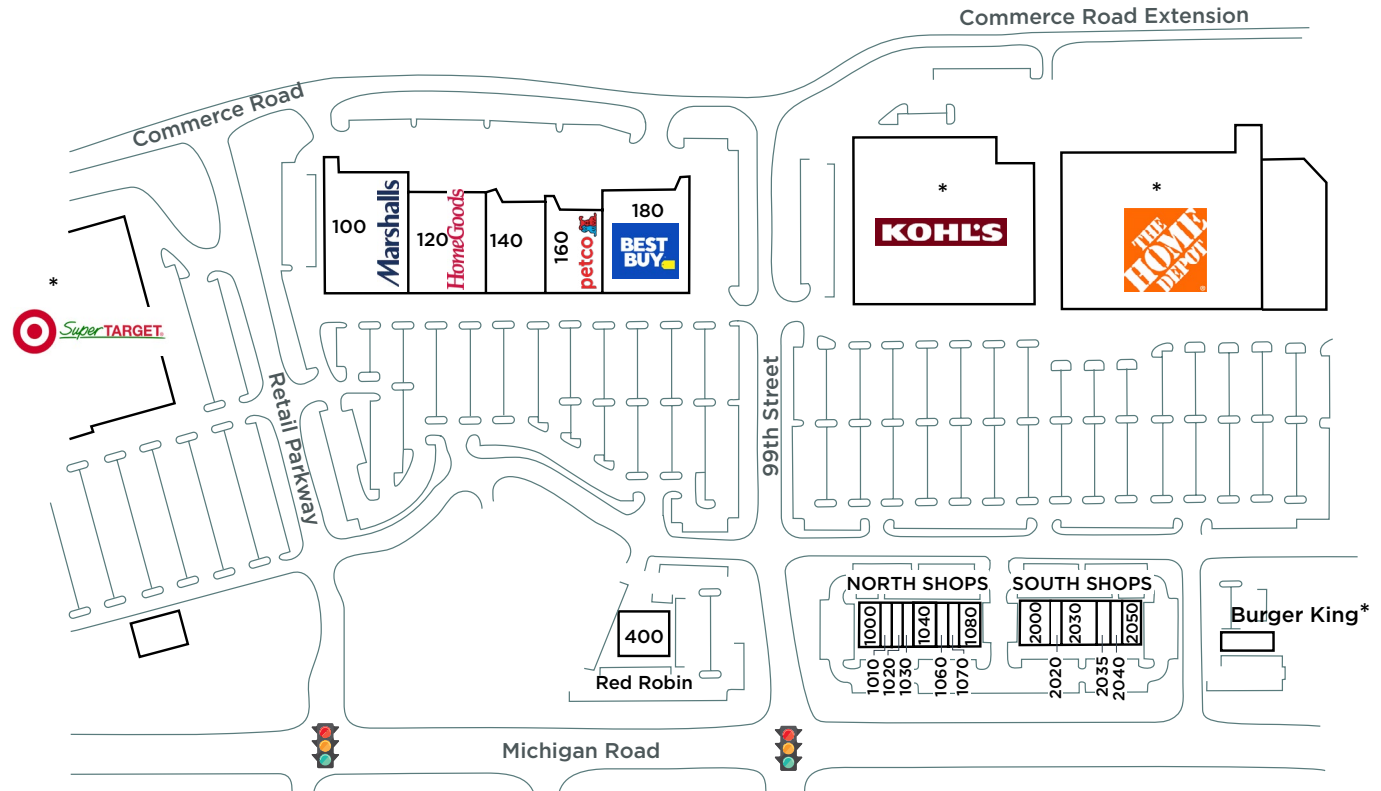 Commerce Road Extension
Commerce Road
*
*
*
100
Marshalls
120
HomeGoods
140
160
petco
180
BEST
BUY
KOHL'S
THE
HOME
DEPOT
Super TARGET
Retail Parkway
99th Street
NORTH SHOPS
SOUTH SHOPS
1000
1040
1080
2000
2030
2050
1010
1020
1030
1060
1070
2020
2035
2040
Burger King*
400
Red Robin
Michigan Road